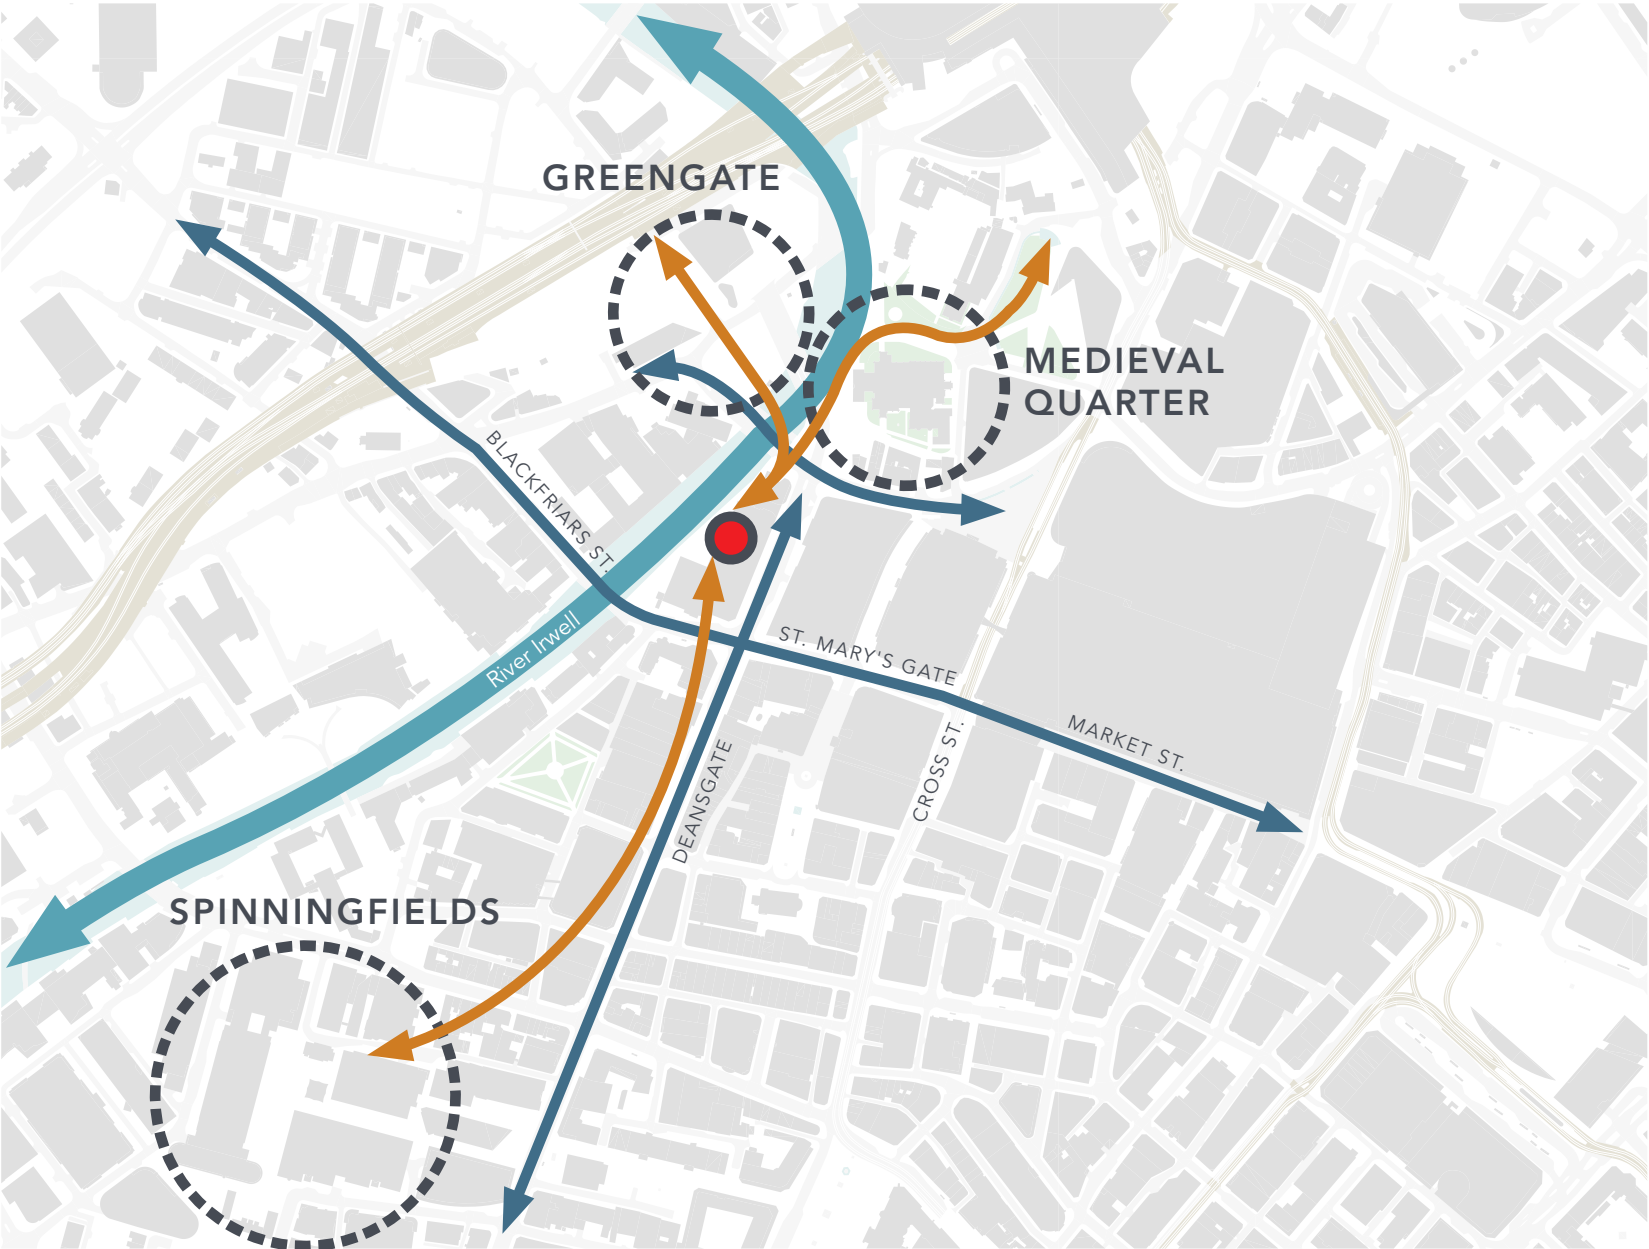 GREENGATE
MEDIEVAL
QUARTER
BLACKFRIARS ST.
River Irwell
ST. MARY'S GATE
MARKET ST.
CROSS ST.
DEANSGATE
SPINNINGFIELDS